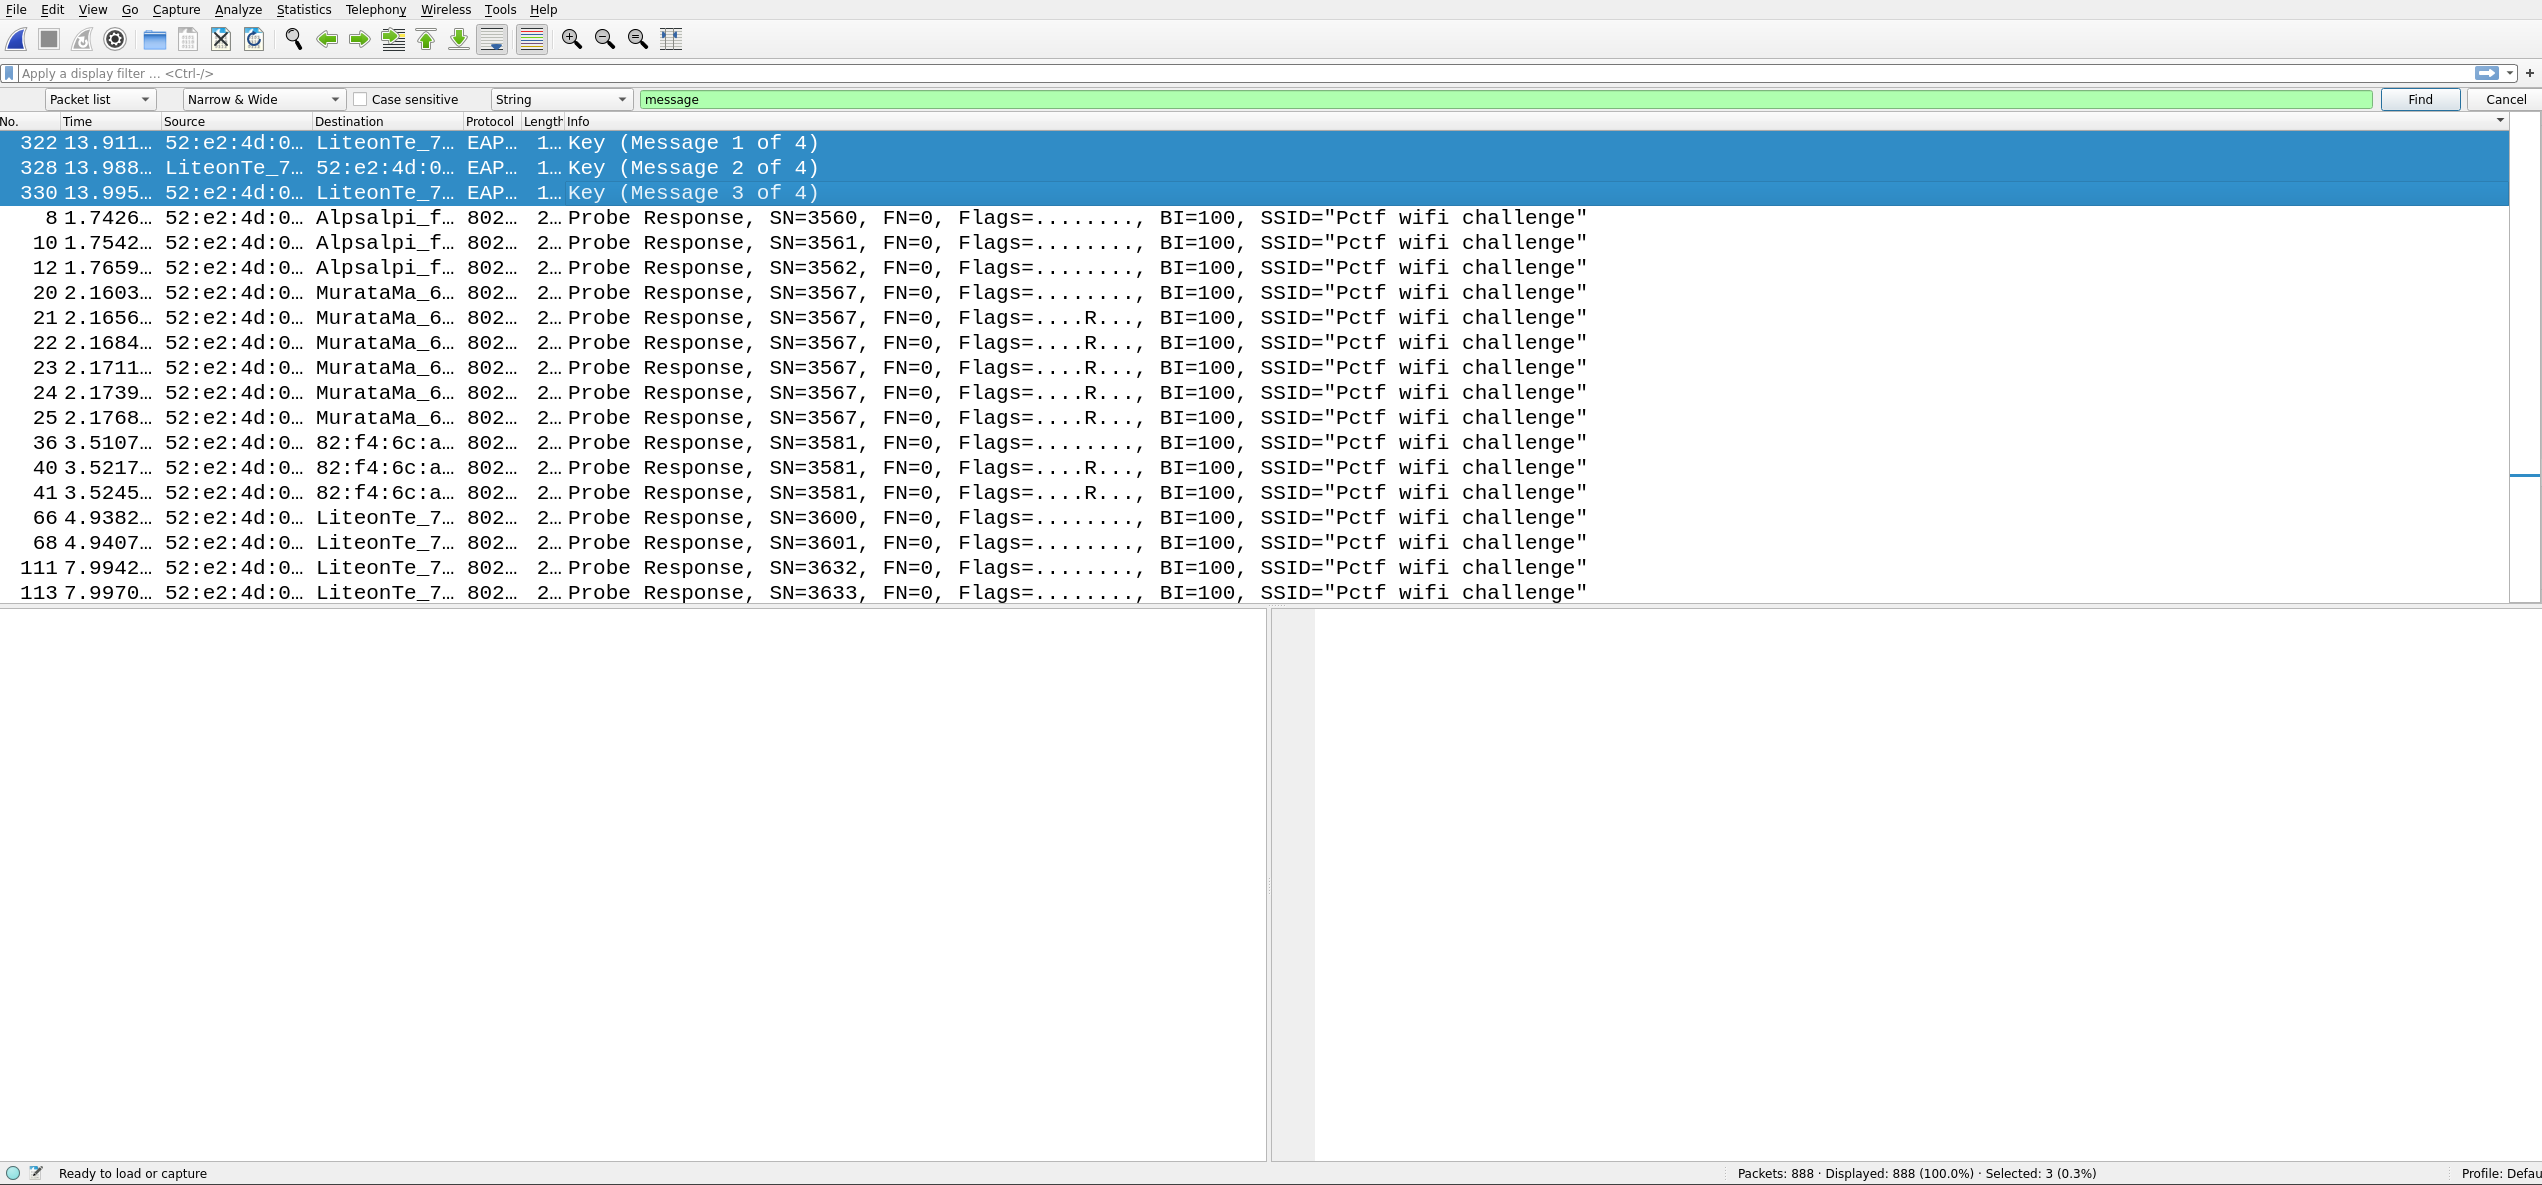 File Edit View Go Capture Analyze Statistics Telephony Wireless Tools Help
Apply a display filter ... <Ctrl-/>
+
Packet list Narrow & Wide Case sensitive String message Find Cancel
No. Time Source Destination Protocol Length Info
322 13.911… 52:e2:4d:0… LiteonTe_7… EAP… 1… Key (Message 1 of 4)
328 13.988… LiteonTe_7… 52:e2:4d:0… EAP… 1… Key (Message 2 of 4)
330 13.995… 52:e2:4d:0… LiteonTe_7… EAP… 1… Key (Message 3 of 4)
8 1.7426… 52:e2:4d:0… Alpsalpi_f… 802… 2… Probe Response, SN=3560, FN=0, Flags=........, BI=100, SSID="Pctf wifi challenge"
10 1.7542… 52:e2:4d:0… Alpsalpi_f… 802… 2… Probe Response, SN=3561, FN=0, Flags=........, BI=100, SSID="Pctf wifi challenge"
12 1.7659… 52:e2:4d:0… Alpsalpi_f… 802… 2… Probe Response, SN=3562, FN=0, Flags=........, BI=100, SSID="Pctf wifi challenge"
20 2.1603… 52:e2:4d:0… MurataMa_6… 802… 2… Probe Response, SN=3567, FN=0, Flags=........, BI=100, SSID="Pctf wifi challenge"
21 2.1656… 52:e2:4d:0… MurataMa_6… 802… 2… Probe Response, SN=3567, FN=0, Flags=....R..., BI=100, SSID="Pctf wifi challenge"
22 2.1684… 52:e2:4d:0… MurataMa_6… 802… 2… Probe Response, SN=3567, FN=0, Flags=....R..., BI=100, SSID="Pctf wifi challenge"
23 2.1711… 52:e2:4d:0… MurataMa_6… 802… 2… Probe Response, SN=3567, FN=0, Flags=....R..., BI=100, SSID="Pctf wifi challenge"
24 2.1739… 52:e2:4d:0… MurataMa_6… 802… 2… Probe Response, SN=3567, FN=0, Flags=....R..., BI=100, SSID="Pctf wifi challenge"
25 2.1768… 52:e2:4d:0… MurataMa_6… 802… 2… Probe Response, SN=3567, FN=0, Flags=....R..., BI=100, SSID="Pctf wifi challenge"
36 3.5107… 52:e2:4d:0… 82:f4:6c:a… 802… 2… Probe Response, SN=3581, FN=0, Flags=........, BI=100, SSID="Pctf wifi challenge"
40 3.5217… 52:e2:4d:0… 82:f4:6c:a… 802… 2… Probe Response, SN=3581, FN=0, Flags=....R..., BI=100, SSID="Pctf wifi challenge"
41 3.5245… 52:e2:4d:0… 82:f4:6c:a… 802… 2… Probe Response, SN=3581, FN=0, Flags=....R..., BI=100, SSID="Pctf wifi challenge"
66 4.9382… 52:e2:4d:0… LiteonTe_7… 802… 2… Probe Response, SN=3600, FN=0, Flags=........, BI=100, SSID="Pctf wifi challenge"
68 4.9407… 52:e2:4d:0… LiteonTe_7… 802… 2… Probe Response, SN=3601, FN=0, Flags=........, BI=100, SSID="Pctf wifi challenge"
111 7.9942… 52:e2:4d:0… LiteonTe_7… 802… 2… Probe Response, SN=3632, FN=0, Flags=........, BI=100, SSID="Pctf wifi challenge"
113 7.9970… 52:e2:4d:0… LiteonTe_7… 802… 2… Probe Response, SN=3633, FN=0, Flags=........, BI=100, SSID="Pctf wifi challenge"
Ready to load or capture Packets: 888 · Displayed: 888 (100.0%) · Selected: 3 (0.3%) Profile: Defau